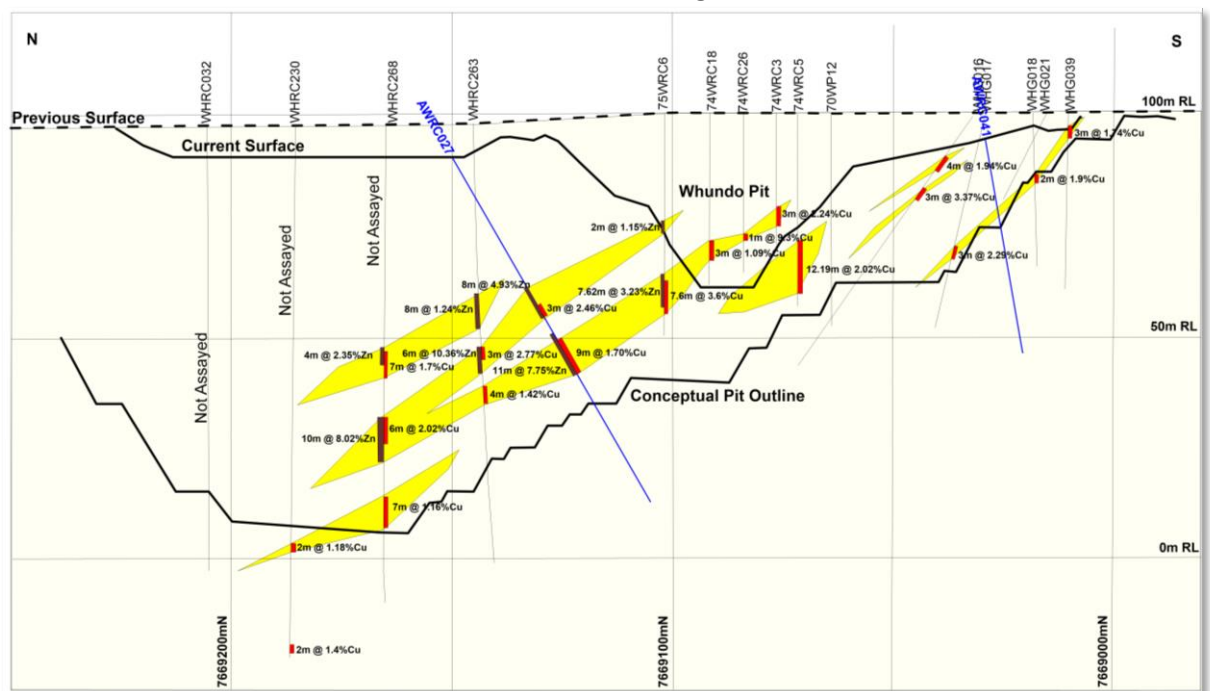 N
S
WHRC032
WHRC230
WHRC268
WHRC263
75WRC6
74WRC18
74WRC26
74WRC3
74WRC5
70WP12
WHG017
WHG018
WHG021
WHG039
100m RL
Previous Surface
Current Surface
AWRC027
Whundo Pit
3m @ 1.74%Cu
4m @ 1.94%Cu
2m @ 1.9%Cu
3m @ 3.37%Cu
3m @ 2.24%Cu
2m @ 1.15%Zn
1m @ 9.3%Cu
3m @ 1.09%Cu
3m @ 2.29%Cu
12.19m @ 2.02%Cu
Not Assayed
Not Assayed
Not Assayed
8m @ 4.93%Zn
7.62m @ 3.23%Zn
7.6m @ 3.6%Cu
8m @ 1.24%Zn
3m @ 2.46%Cu
50m RL
4m @ 2.35%Zn
6m @ 10.36%Zn
3m @ 2.77%Cu
9m @ 1.70%Cu
7m @ 1.7%Cu
11m @ 7.75%Zn
4m @ 1.42%Cu
Conceptual Pit Outline
6m @ 2.02%Cu
10m @ 8.02%Zn
7m @ 1.16%Cu
2m @ 1.18%Cu
0m RL
7669200mN
7669100mN
7669000mN
2m @ 1.4%Cu